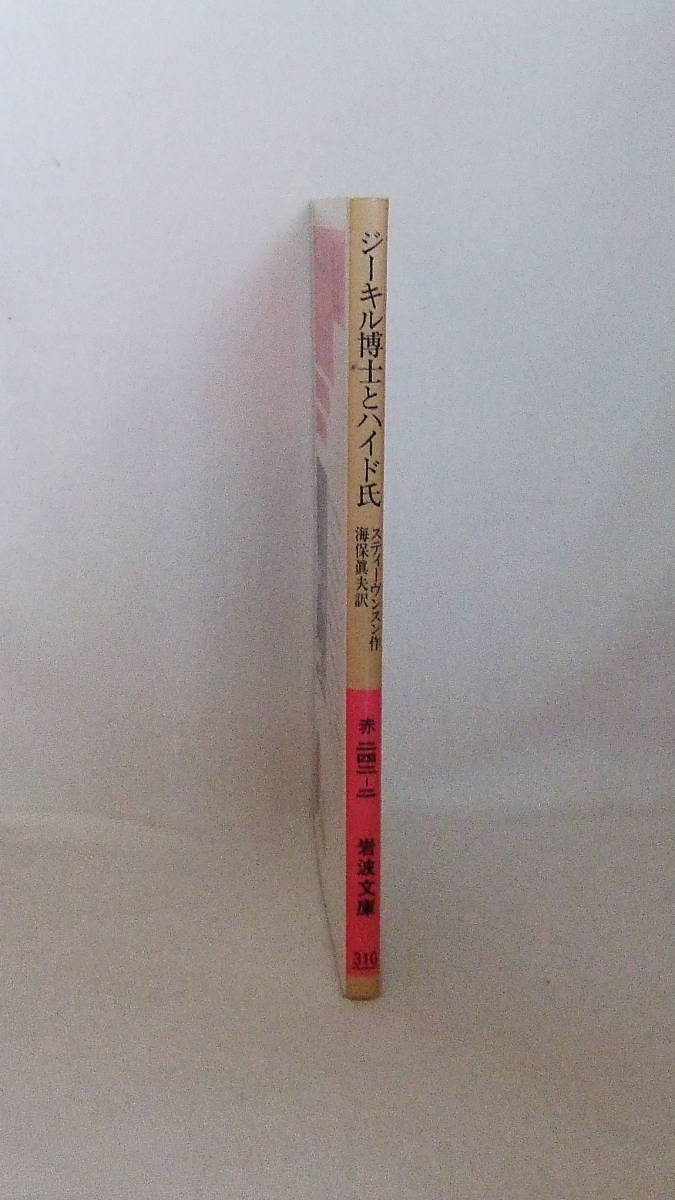 ジーキル博士とハイド氏
スティーヴンスン作
海保眞夫訳
赤二四二-二
岩波文庫
310